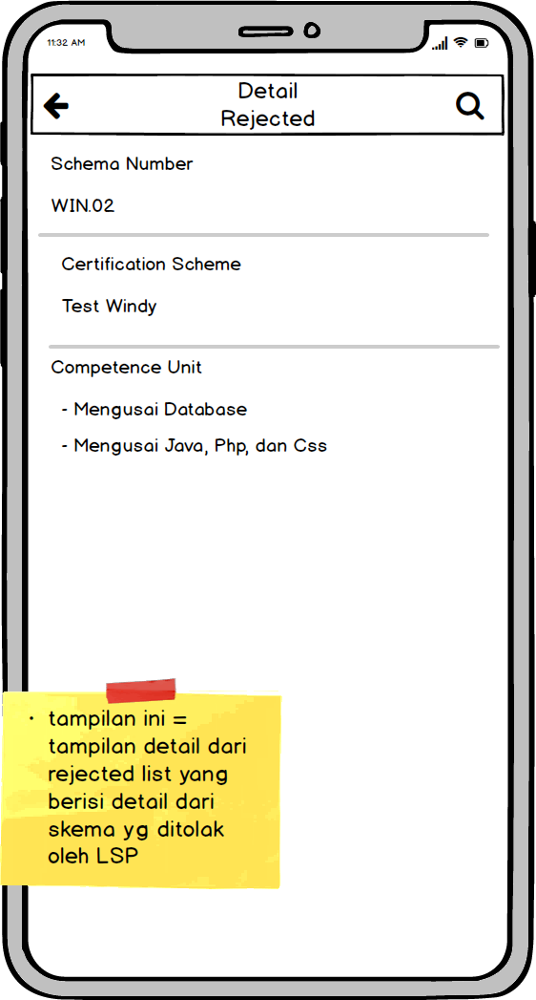 11:32 AM
Detail
Rejected
Schema Number
WIN.02
Certification Scheme
Test Windy
Competence Unit
- Mengusai Database
- Mengusai Java, Php, dan Css
• tampilan ini =
tampilan detail dari
rejected list yang
berisi detail dari
skema yg ditolak
oleh LSP